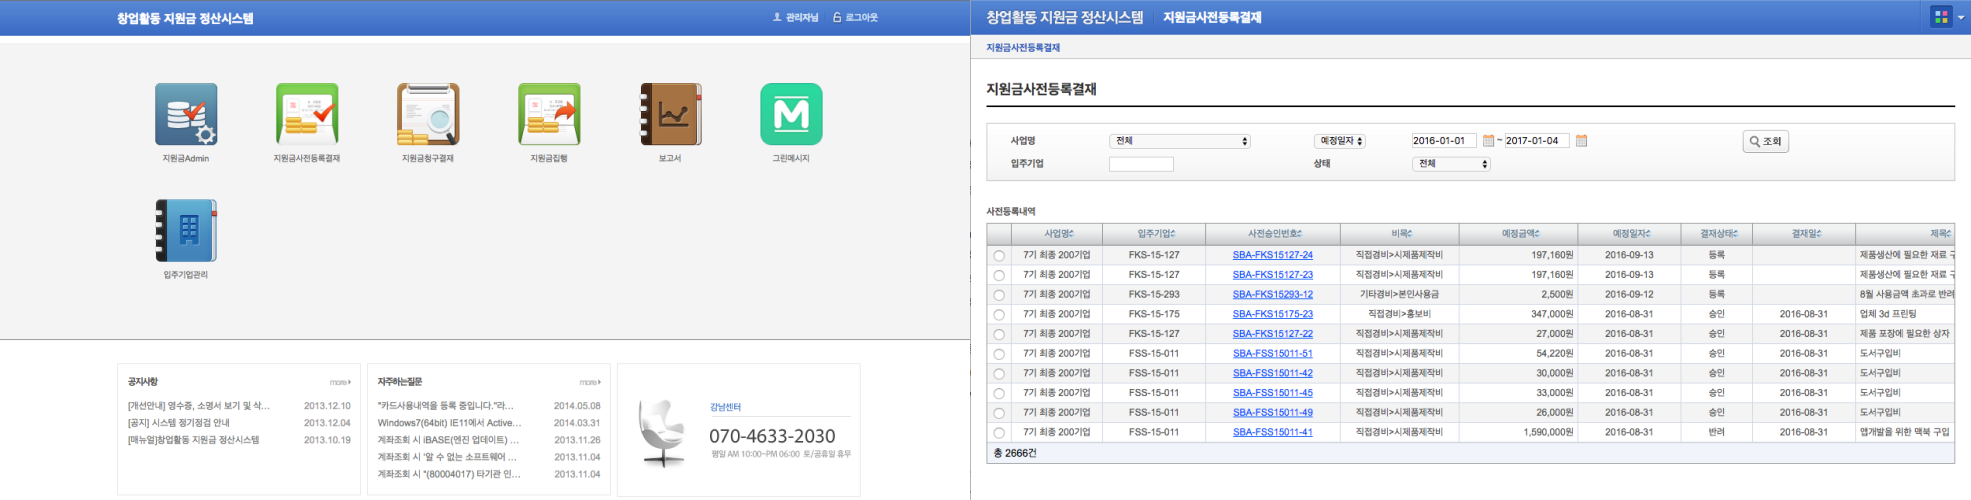 창업활동 지원금 정산시스템
관리자님 로그아웃
지원금Admin 지원금사전등록결재 지원금청구결재 지원금집행 보고서 그린메시지
입주기업관리
공지사항 more
[개선안내] 영수증, 소명서 보기 및 삭... 2013.12.10
[공지] 시스템 정기점검 안내 2013.12.04
[매뉴얼]창업활동 지원금 정산시스템 2013.10.19
자주하는질문 more
"카드사용내역을 등록 중입니다."라... 2014.05.08
Windows7(64bit) IE11에서 Active... 2014.03.31
계좌조회 시 iBASE(엔진 업데이트) ... 2013.11.26
계좌조회 시 '알 수 없는 소프트웨어 ... 2013.11.04
계좌조회 시 "(80004017) 타기관 인... 2013.11.04
강남센터
070-4633-2030
평일 AM 10:00~PM 06:00 토/공휴일 휴무
창업활동 지원금 정산시스템 지원금사전등록결재
지원금사전등록결재
지원금사전등록결재
사업명 전체 예정일자 2016-01-01 ~ 2017-01-04 조회
입주기업 상태 전체
사전등록내역
사업명 입주기업 사전승인번호 비목 예정금액 예정일자 결재상태 결재일 제목
7기 최종 200기업 FKS-15-127 SBA-FKS15127-24 직접경비>시제품제작비 197,160원 2016-09-13 등록 제품생산에 필요한 재료 구
7기 최종 200기업 FKS-15-127 SBA-FKS15127-23 직접경비>시제품제작비 197,160원 2016-09-13 등록 제품생산에 필요한 재료 구
7기 최종 200기업 FKS-15-293 SBA-FKS15293-12 기타경비>본인사용금 2,500원 2016-09-12 등록 8월 사용금액 초과로 반려
7기 최종 200기업 FKS-15-175 SBA-FKS15175-23 직접경비>홍보비 347,000원 2016-08-31 승인 2016-08-31 업체 3d 프린팅
7기 최종 200기업 FKS-15-127 SBA-FKS15127-22 직접경비>시제품제작비 27,000원 2016-08-31 승인 2016-08-31 제품 포장에 필요한 상자
7기 최종 200기업 FSS-15-011 SBA-FSS15011-51 직접경비>시제품제작비 54,220원 2016-08-31 승인 2016-08-31 도서구입비
7기 최종 200기업 FSS-15-011 SBA-FSS15011-42 직접경비>시제품제작비 30,000원 2016-08-31 승인 2016-08-31 도서구입비
7기 최종 200기업 FSS-15-011 SBA-FSS15011-45 직접경비>시제품제작비 33,000원 2016-08-31 승인 2016-08-31 도서구입비
7기 최종 200기업 FSS-15-011 SBA-FSS15011-49 직접경비>시제품제작비 26,000원 2016-08-31 승인 2016-08-31 도서구입비
7기 최종 200기업 FSS-15-011 SBA-FSS15011-41 직접경비>시제품제작비 1,590,000원 2016-08-31 반려 2016-08-31 앱개발을 위한 맥북 구입
총 2666건